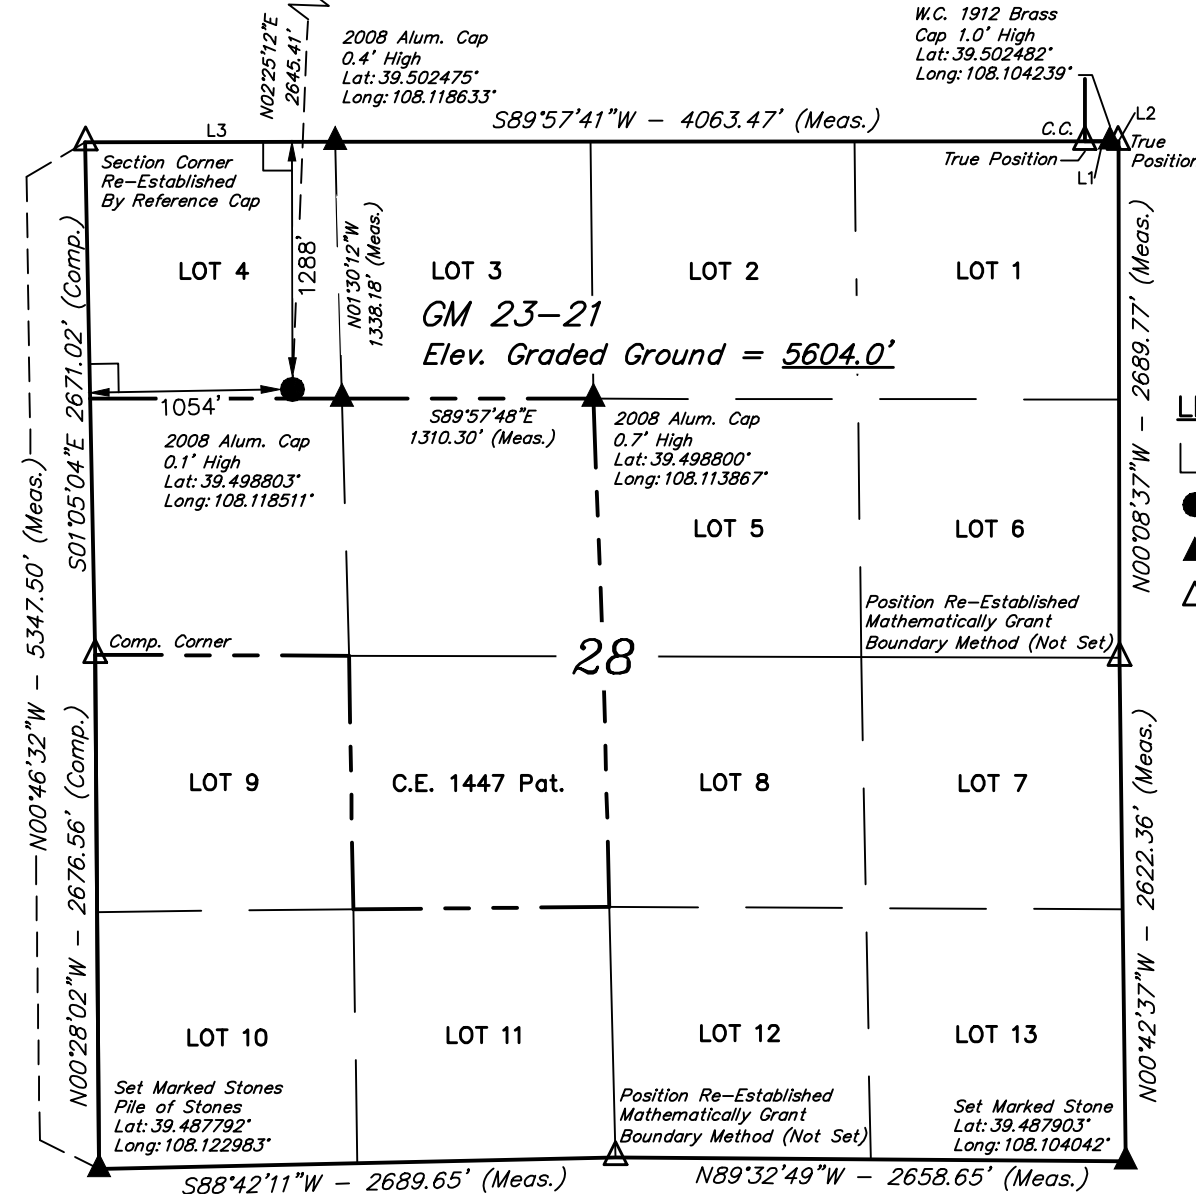 N02°25'12"E
2645.41'
2008 Alum. Cap
0.4' High
Lat: 39.502475°
Long: 108.118633°
W.C. 1912 Brass
Cap 1.0' High
Lat: 39.502482°
Long: 108.104239°
S89°57'41"W - 4063.47' (Meas.)
L3
C.C.
L2
True
Position
True Position
L1
Section Corner
Re-Established
By Reference Cap
LOT 4
1288'
N01°30'12"W
1338.18' (Meas.)
LOT 3
LOT 2
LOT 1
GM 23-21
Elev. Graded Ground = 5604.0'
S01°05'04"E 2671.02' (Comp.)
N00°08'37"W - 2689.77' (Meas.)
1054'
S89°57'48"E
1310.30' (Meas.)
2008 Alum. Cap
0.1' High
Lat: 39.498803°
Long: 108.118511°
2008 Alum. Cap
0.7' High
Lat: 39.498800°
Long: 108.113867°
LOT 5
LOT 6
N00°46'32"W - 5347.50' (Meas.)
Position Re-Established
Mathematically Grant
Boundary Method (Not Set)
Comp. Corner
28
LOT 9
C.E. 1447 Pat.
LOT 8
LOT 7
N00°28'02"W - 2676.56' (Comp.)
N00°42'37"W - 2622.36' (Meas.)
LOT 10
LOT 11
LOT 12
LOT 13
Set Marked Stones
Pile of Stones
Lat: 39.487792°
Long: 108.122983°
Position Re-Established
Mathematically Grant
Boundary Method (Not Set)
Set Marked Stone
Lat: 39.487903°
Long: 108.104042°
S88°42'11"W - 2689.65' (Meas.)
N89°32'49"W - 2658.65' (Meas.)